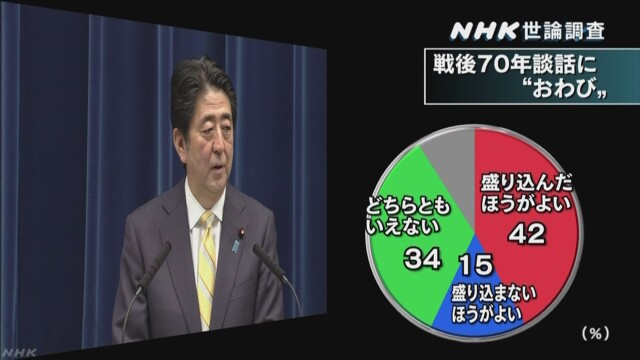 NHK世論調査
戦後70年談話に
“おわび„
盛り込んだ
ほうがよい
42
どちらとも
いえない
34
15
盛り込まない
ほうがよい
(%)
NHK